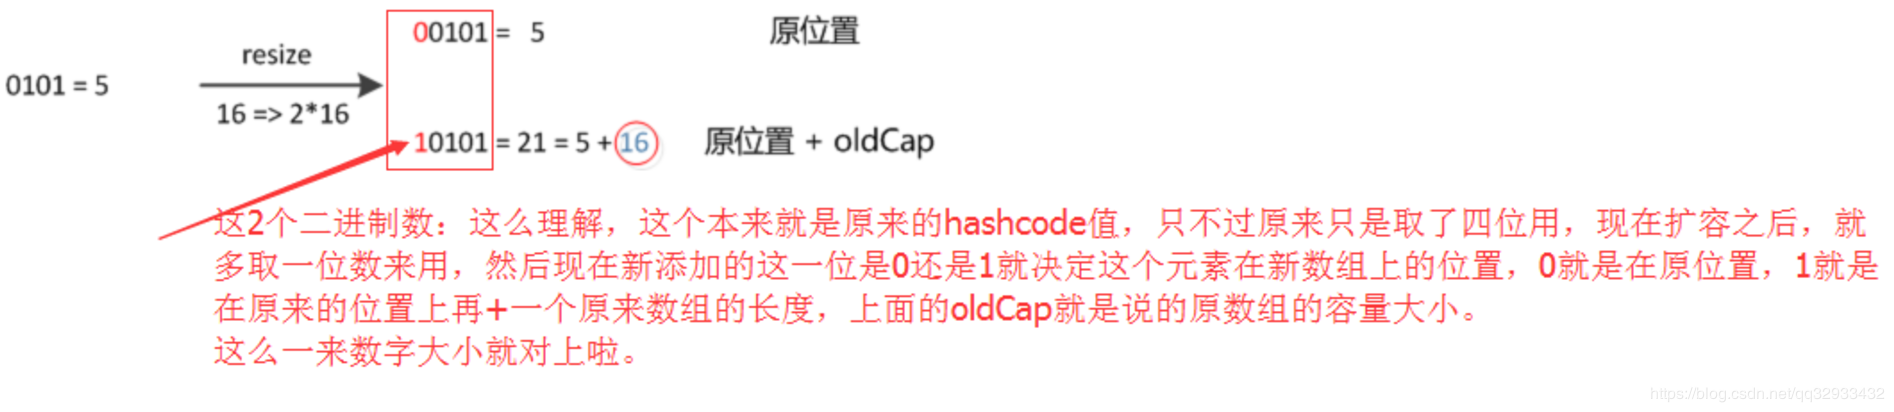 00101 = 5 原位置
resize
0101 = 5
16 => 2*16
10101 = 21 = 5 + 16 原位置 + oldCap
这2个二进制数：这么理解，这个本来就是原来的hashcode值，只不过原来只是取了四位用，现在扩容之后，就
多取一位数来用，然后现在新添加的这一位是0还是1就决定这个元素在新数组上的位置，0就是在原位置，1就是
在原来的位置上再+一个原来数组的长度，上面的oldCap就是说的原数组的容量大小。
这么一来数字大小就对上啦。
https://blog.csdn.net/qq32933432